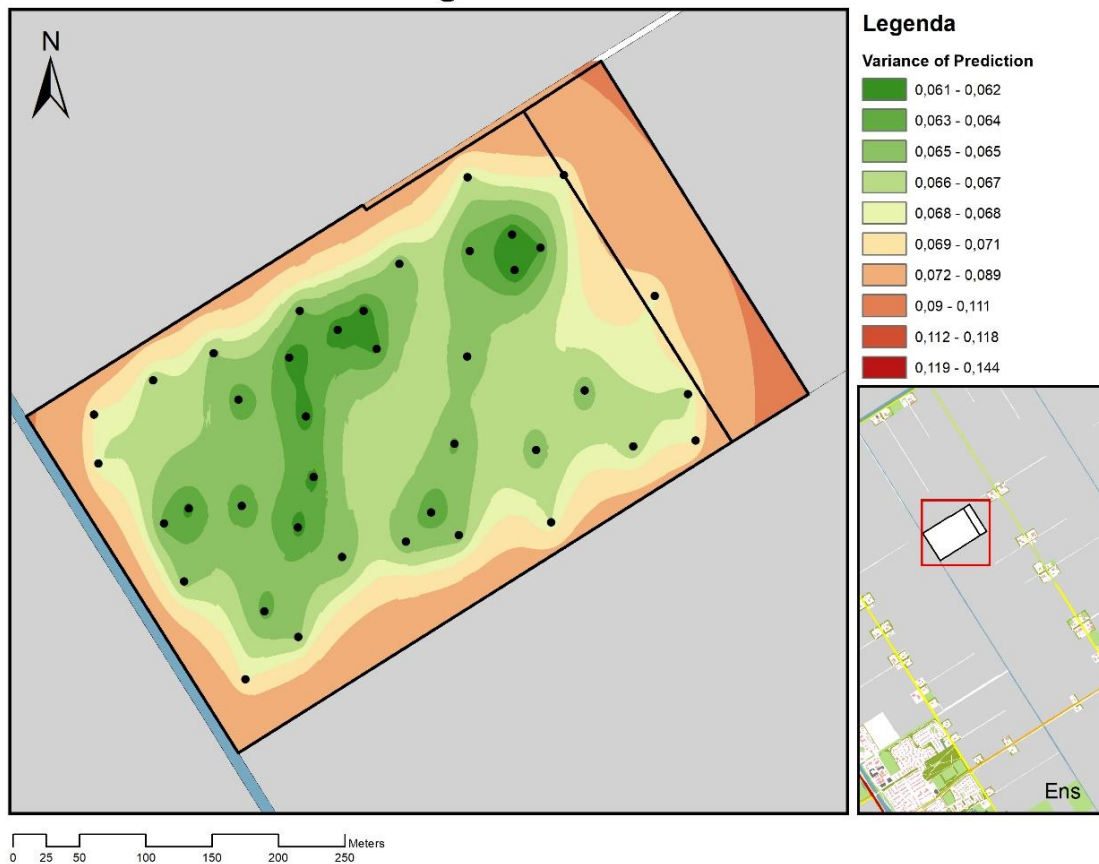 N
Legenda
Variance of Prediction
0,061 - 0,062
0,063 - 0,064
0,065 - 0,065
0,066 - 0,067
0,068 - 0,068
0,069 - 0,071
0,072 - 0,089
0,09 - 0,111
0,112 - 0,118
0,119 - 0,144
Ens
Meters
0 25 50 100 150 200 250